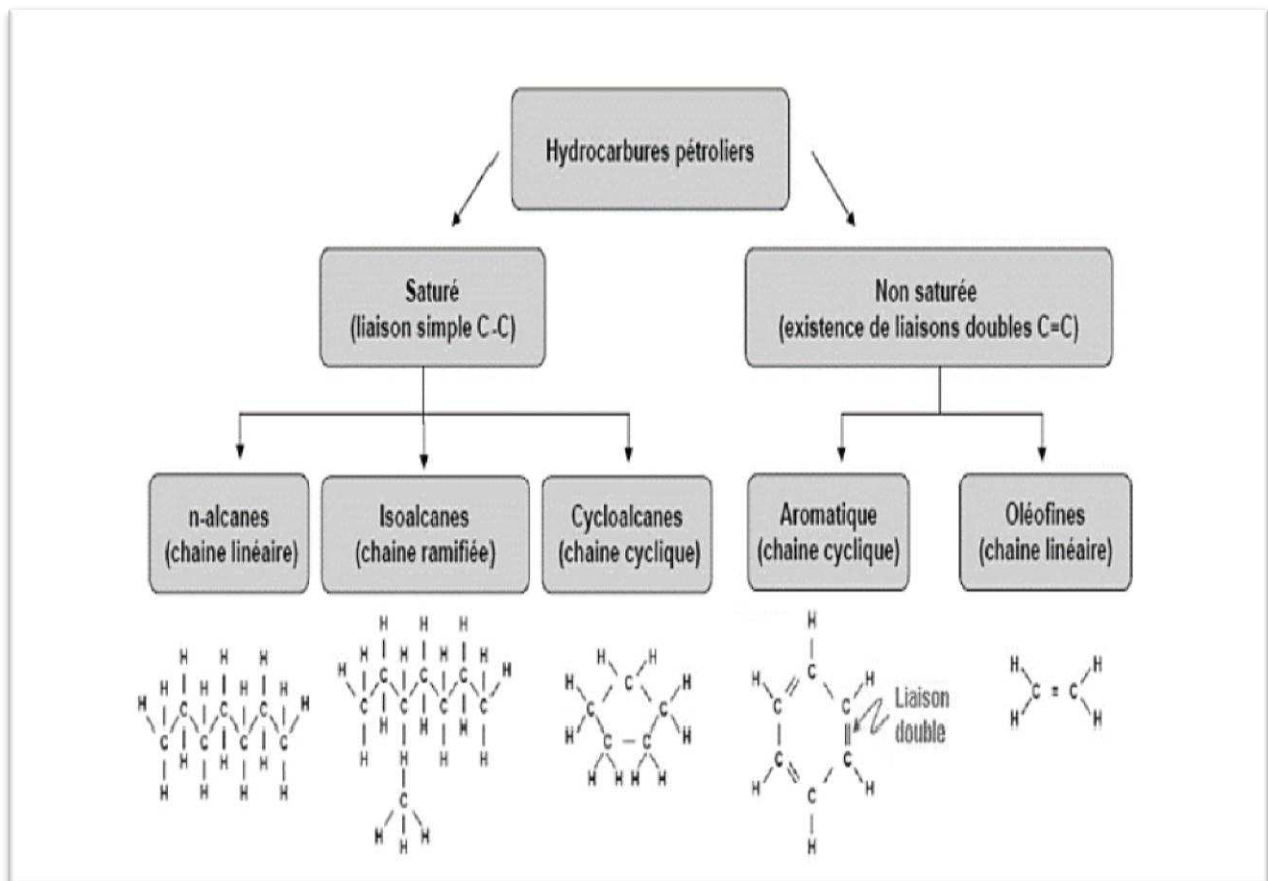 Hydrocarbures pétroliers
Saturé
(liaison simple C-C)
Non saturée
(existence de liaisons doubles C=C)
n-alcanes
(chaine linéaire)
Isoalcanes
(chaine ramifiée)
Cycloalcanes
(chaine cyclique)
Aromatique
(chaine cyclique)
Oléofines
(chaine linéaire)
Liaison
double